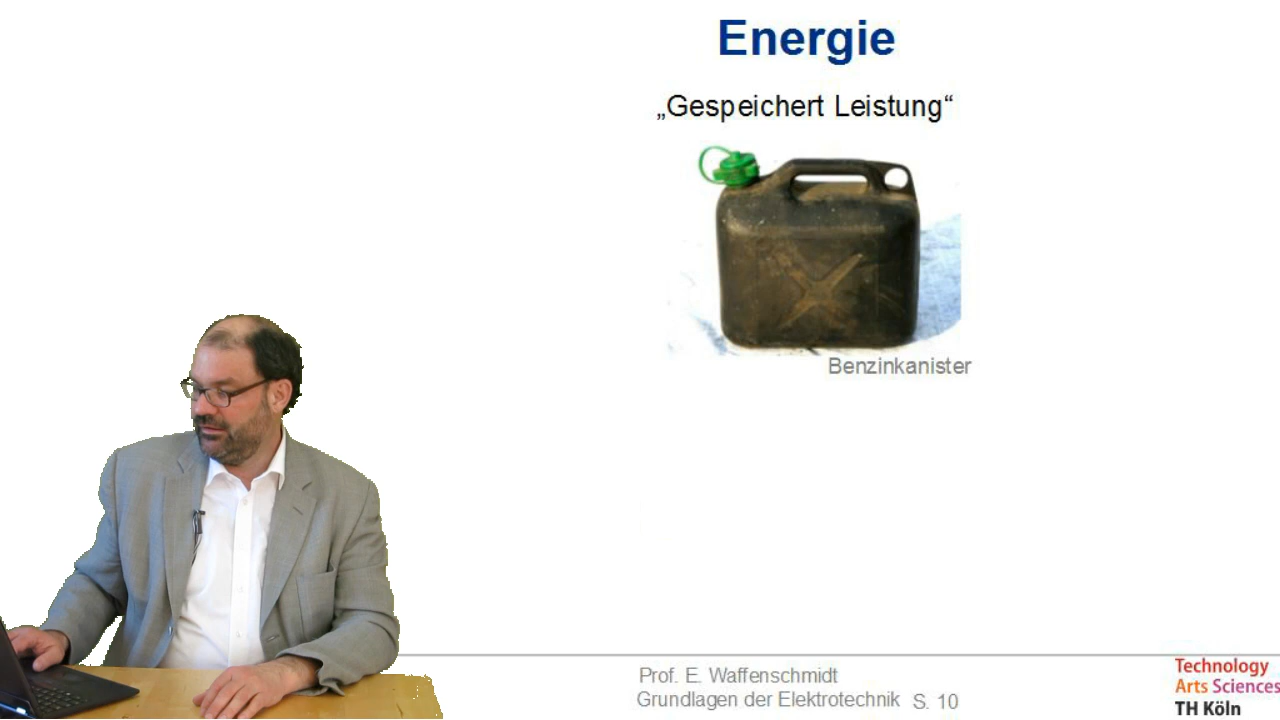 Energie
„Gespeichert Leistung“
Benzinkanister
Prof. E. Waffenschmidt
Grundlagen der Elektrotechnik S. 10
Technology
Arts Sciences
TH Köln